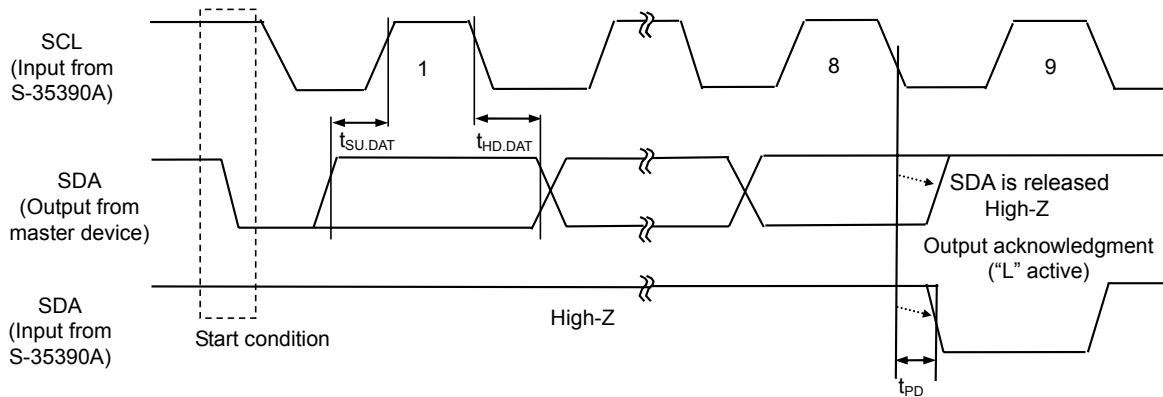 SCL
(Input from
S-35390A)
1
8
9
tSU.DAT
tHD.DAT
SDA
(Output from
master device)
SDA is released
High-Z
Output acknowledgment
(“L” active)
SDA
(Input from
S-35390A)
Start condition
High-Z
tPD